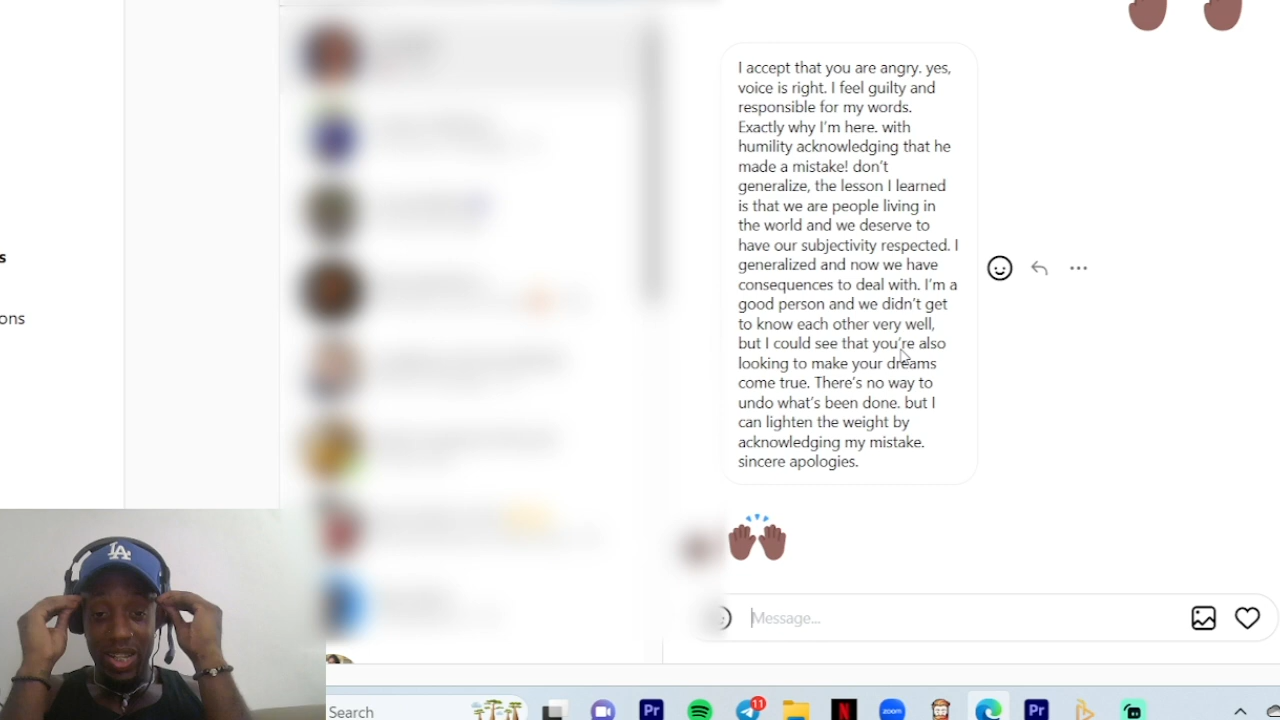 I accept that you are angry. yes,
voice is right. I feel guilty and
responsible for my words.
Exactly why I'm here. with
humility acknowledging that he
made a mistake! don't
generalize, the lesson I learned
is that we are people living in
the world and we deserve to
have our subjectivity respected. I
generalized and now we have
consequences to deal with. I'm a
good person and we didn't get
to know each other very well,
but I could see that you're also
looking to make your dreams
come true. There's no way to
undo what's been done. but I
can lighten the weight by
acknowledging my mistake.
sincere apologies.
s
ons
Message...
LA
Search
Pr
11
N
zoom
Pr